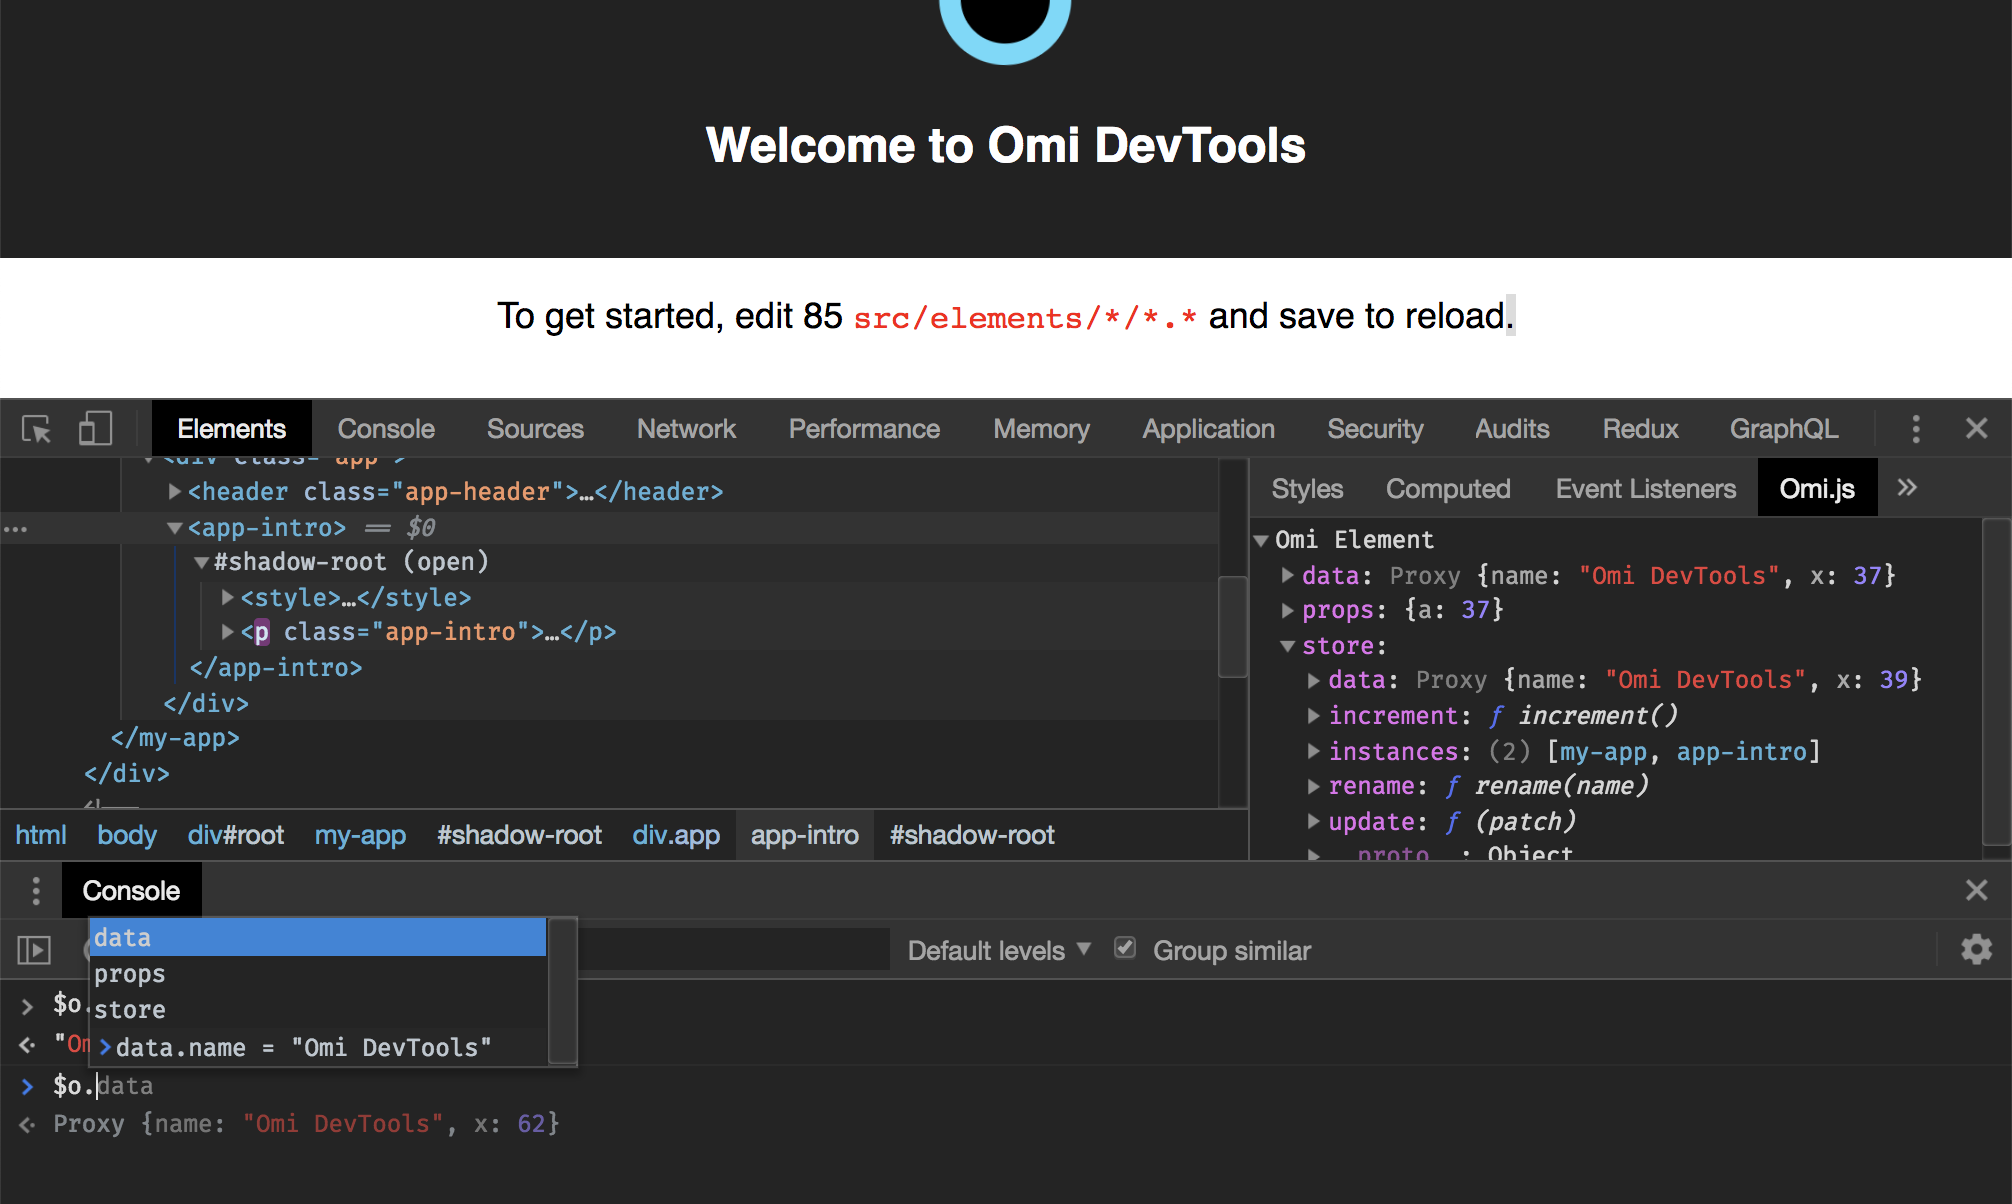 Welcome to Omi DevTools
To get started, edit 85 src/elements/*/*.* and save to reload.
Elements Console Sources Network Performance Memory Application Security Audits Redux GraphQL
<div class="app">
<header class="app-header">…</header>
<app-intro> == $0
#shadow-root (open)
<style>…</style>
<p class="app-intro">…</p>
</app-intro>
</div>
</my-app>
</div>
html body div#root my-app #shadow-root div.app app-intro #shadow-root
Styles Computed Event Listeners Omi.js »
Omi Element
data: Proxy {name: "Omi DevTools", x: 37}
props: {a: 37}
store:
data: Proxy {name: "Omi DevTools", x: 39}
increment: ƒ increment()
instances: (2) [my-app, app-intro]
rename: ƒ rename(name)
update: ƒ (patch)
__proto__: Object
Console
Default levels Group similar
data
props
store
data.name = "Omi DevTools"
$o.
"Om
$o.data
Proxy {name: "Omi DevTools", x: 62}